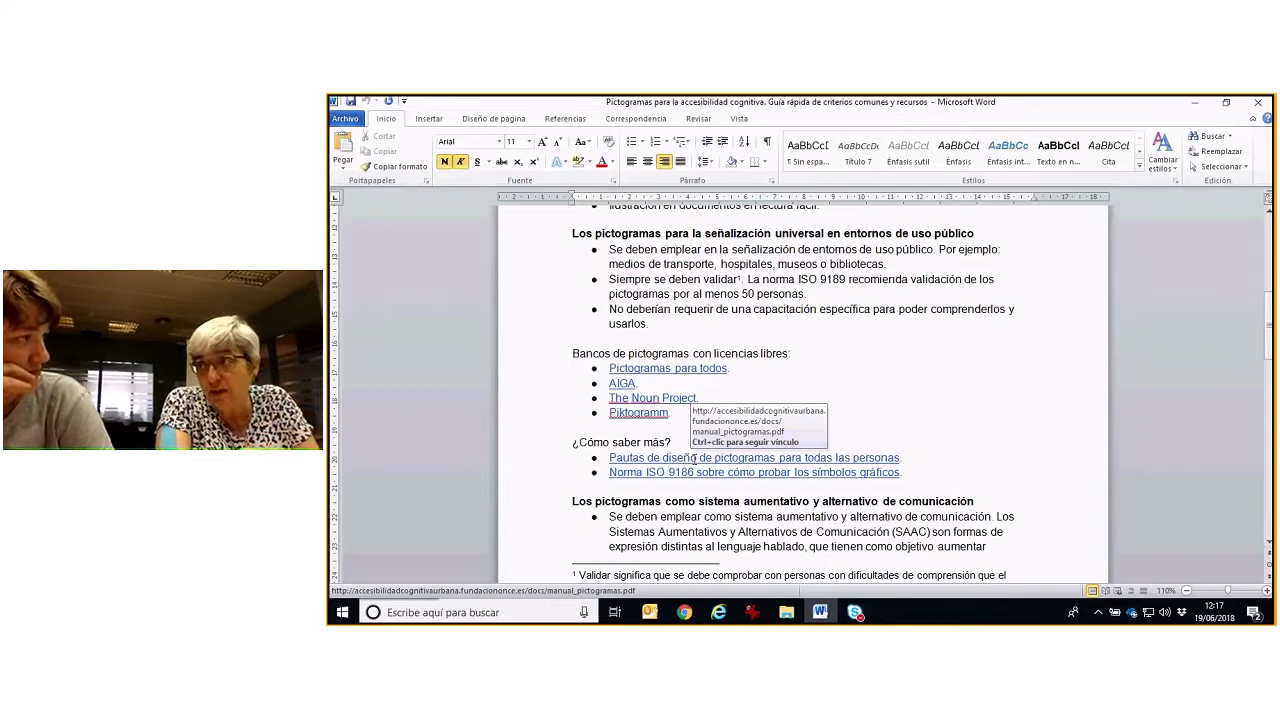 Pictogramas para la accesibilidad cognitiva. Guía rápida de criterios comunes y recursos - Microsoft Word
Archivo Inicio Insertar Diseño de página Referencias Correspondencia Revisar Vista
Pegar
Cortar
Copiar
Copiar formato
Portapapeles
Arial 11
Fuente
Párrafo
AaBbCcI AaBbCcDc AaBbCcI AaBbCcI AaBbCc AaBbCcI AaBbCcI
¶ Sin espa... Título 7 Énfasis sutil Énfasis Énfasis int... Texto en n... Cita
Cambiar estilos
Estilos
Buscar
Reemplazar
Seleccionar
Edición
Ilustración en documentos en lectura fácil.
Los pictogramas para la señalización universal en entornos de uso público
● Se deben emplear en la señalización de entornos de uso público. Por ejemplo:
medios de transporte, hospitales, museos o bibliotecas.
● Siempre se deben validar¹. La norma ISO 9189 recomienda validación de los
pictogramas por al menos 50 personas.
● No deberían requerir de una capacitación específica para poder comprenderlos y
usarlos.
Bancos de pictogramas con licencias libres:
● Pictogramas para todos.
● AIGA.
● The Noun Project.
● Piktogramm.
http://accesibilidadcognitivaurbana.
fundaciononce.es/docs/
manual_pictogramas.pdf
Ctrl+clic para seguir vínculo
¿Cómo saber más?
● Pautas de diseño de pictogramas para todas las personas.
● Norma ISO 9186 sobre cómo probar los símbolos gráficos.
Los pictogramas como sistema aumentativo y alternativo de comunicación
● Se deben emplear como sistema aumentativo y alternativo de comunicación. Los
Sistemas Aumentativos y Alternativos de Comunicación (SAAC) son formas de
expresión distintas al lenguaje hablado, que tienen como objetivo aumentar
¹ Validar significa que se debe comprobar con personas con dificultades de comprensión que el
http://accesibilidadcognitivaurbana.fundaciononce.es/docs/manual_pictogramas.pdf
110%
Escribe aquí para buscar
12:17
19/06/2018